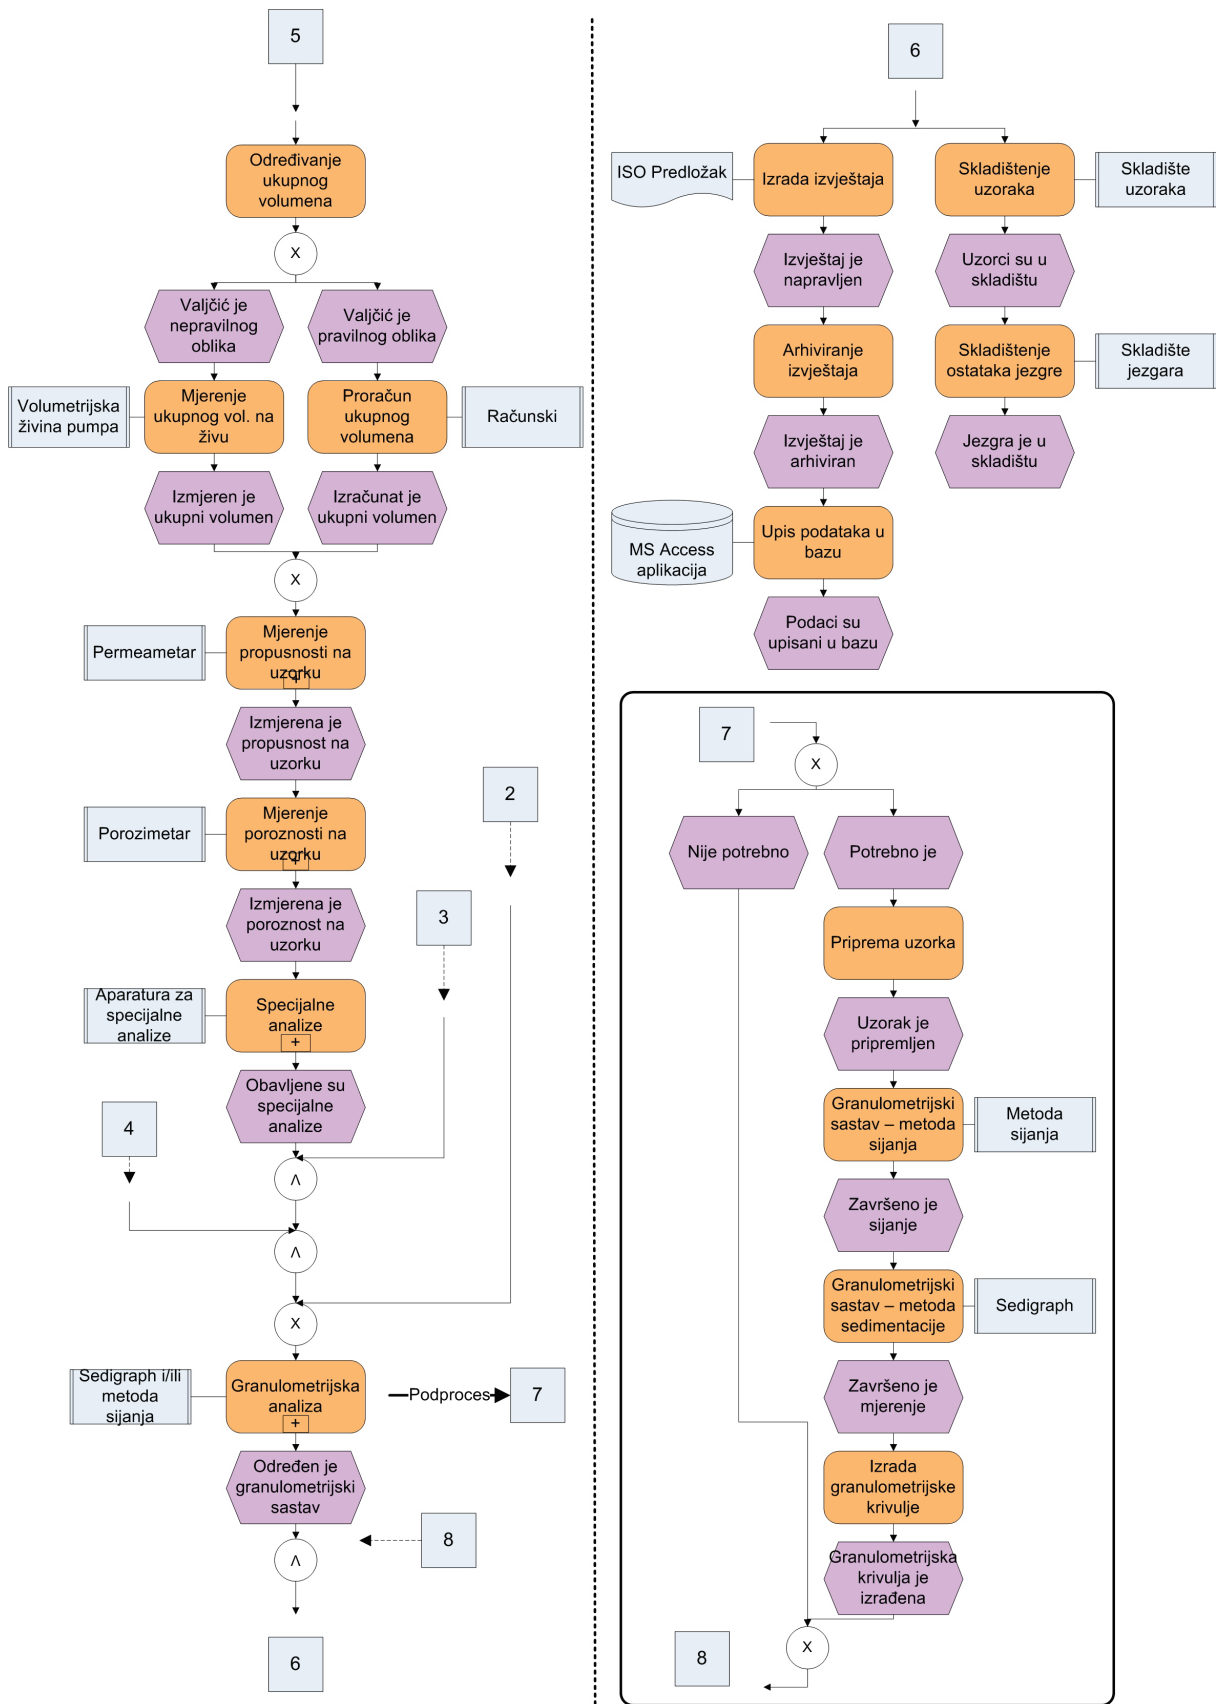 5
Određivanje
ukupnog
volumena
X
Valjčić je
nepravilnog
oblika
Valjčić je
pravilnog oblika
Volumetrijska
živina pumpa
Mjerenje
ukupnog vol. na
živu
Proračun
ukupnog
volumena
Računski
Izmjeren je
ukupni volumen
Izračunat je
ukupni volumen
X
Permeametar
Mjerenje
propusnosti na
uzorku
+
Izmjerena je
propusnost na
uzorku
2
Porozimetar
Mjerenje
poroznosti na
uzorku
+
Izmjerena je
poroznost na
uzorku
3
Aparatura za
specijalne
analize
Specijalne
analize
+
Obavljene su
specijalne
analize
4
Λ
Λ
X
Sedigraph i/ili
metoda
sijanja
Granulometrijska
analiza
+
Podproces
7
Određen je
granulometrijski
sastav
8
Λ
6
6
ISO Predložak
Izrada izvještaja
Skladištenje
uzoraka
Skladište
uzoraka
Izvještaj je
napravljen
Uzorci su u
skladištu
Arhiviranje
izvještaja
Skladištenje
ostataka jezgre
Skladište
jezgara
Izvještaj je
arhiviran
Jezgra je u
skladištu
MS Access
aplikacija
Upis podataka u
bazu
Podaci su
upisani u bazu
7
X
Nije potrebno
Potrebno je
Priprema uzorka
Uzorak je
pripremljen
Granulometrijski
sastav – metoda
sijanja
Metoda
sijanja
Završeno je
sijanje
Granulometrijski
sastav – metoda
sedimentacije
Sedigraph
Završeno je
mjerenje
Izrada
granulometrijske
krivulje
Granulometrijska
krivulja je
izrađena
X
8